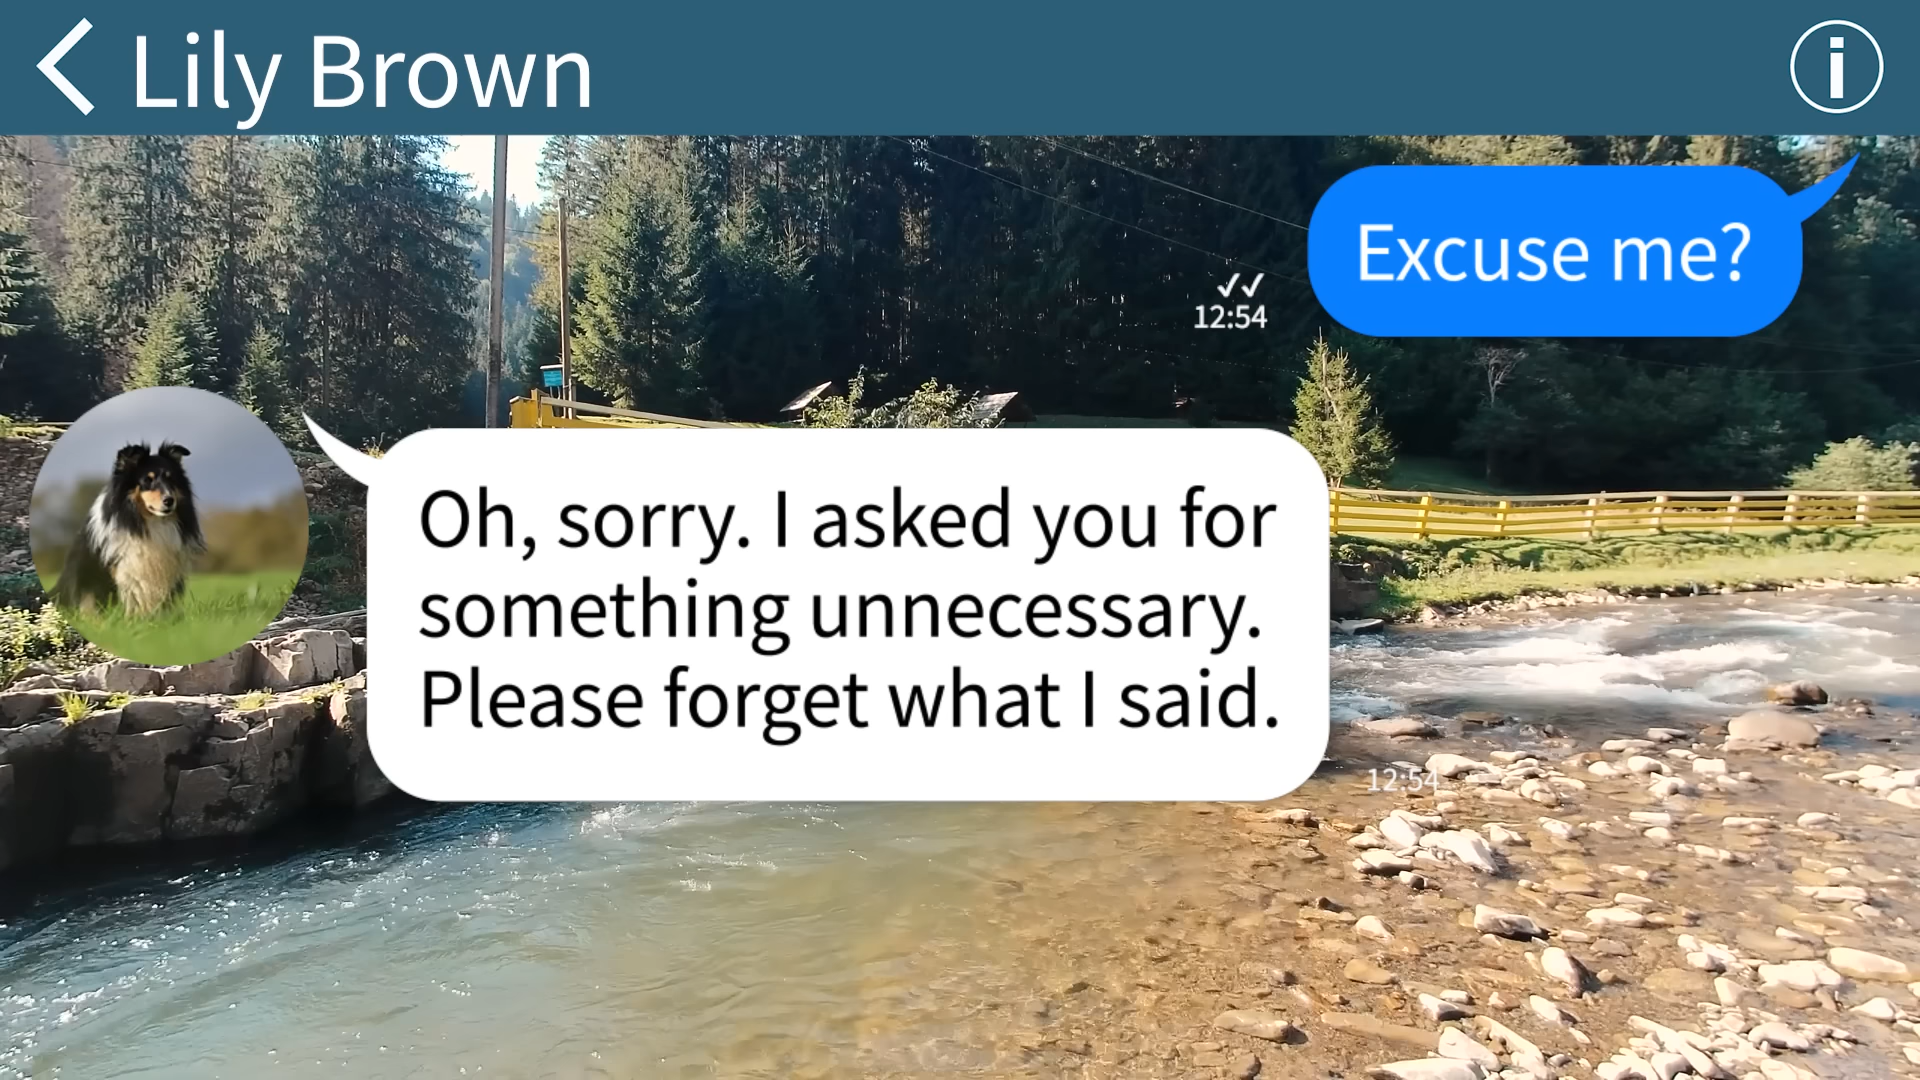 Lily Brown
Excuse me?
12:54
Oh, sorry. I asked you for
something unnecessary.
Please forget what I said.
12:54